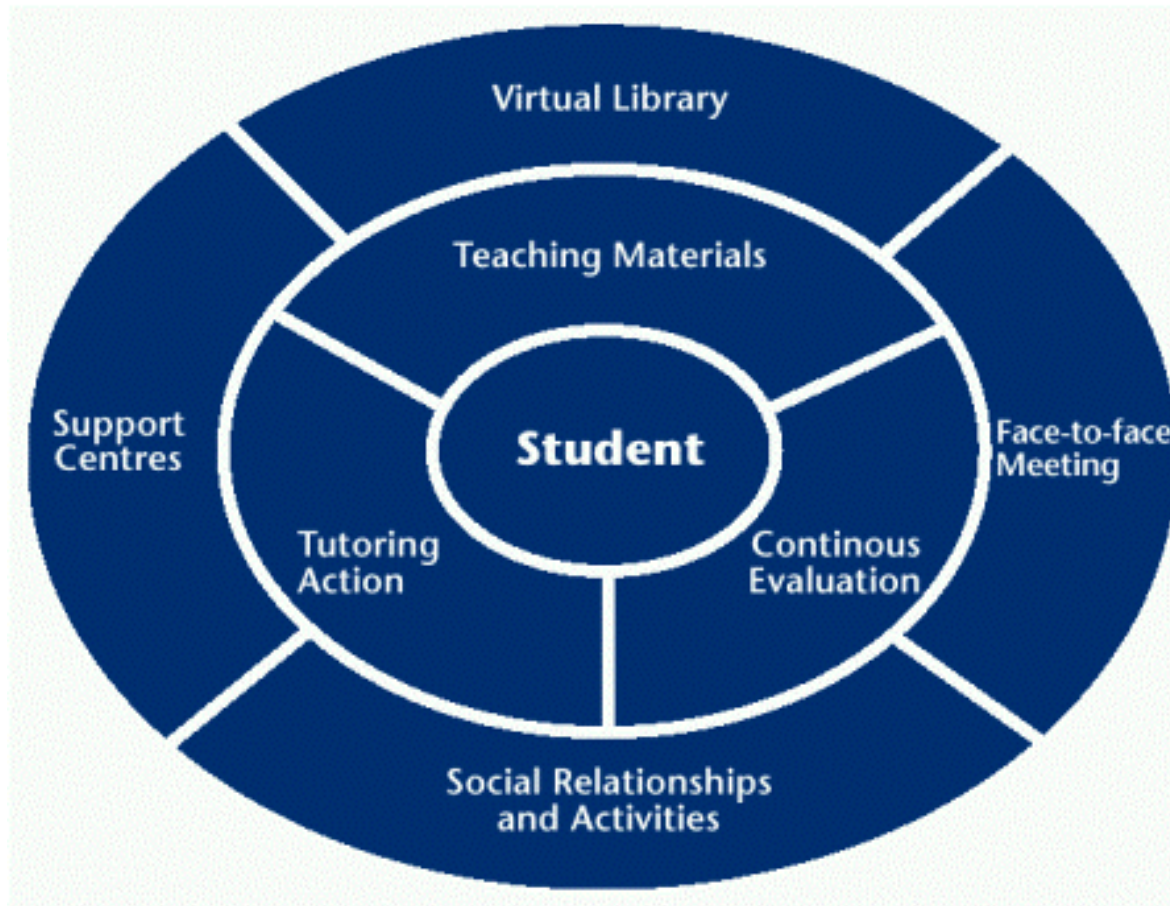 Virtual Library
Teaching Materials
Support
Centres
Student
Face-to-face
Meeting
Tutoring
Action
Continous
Evaluation
Social Relationships
and Activities